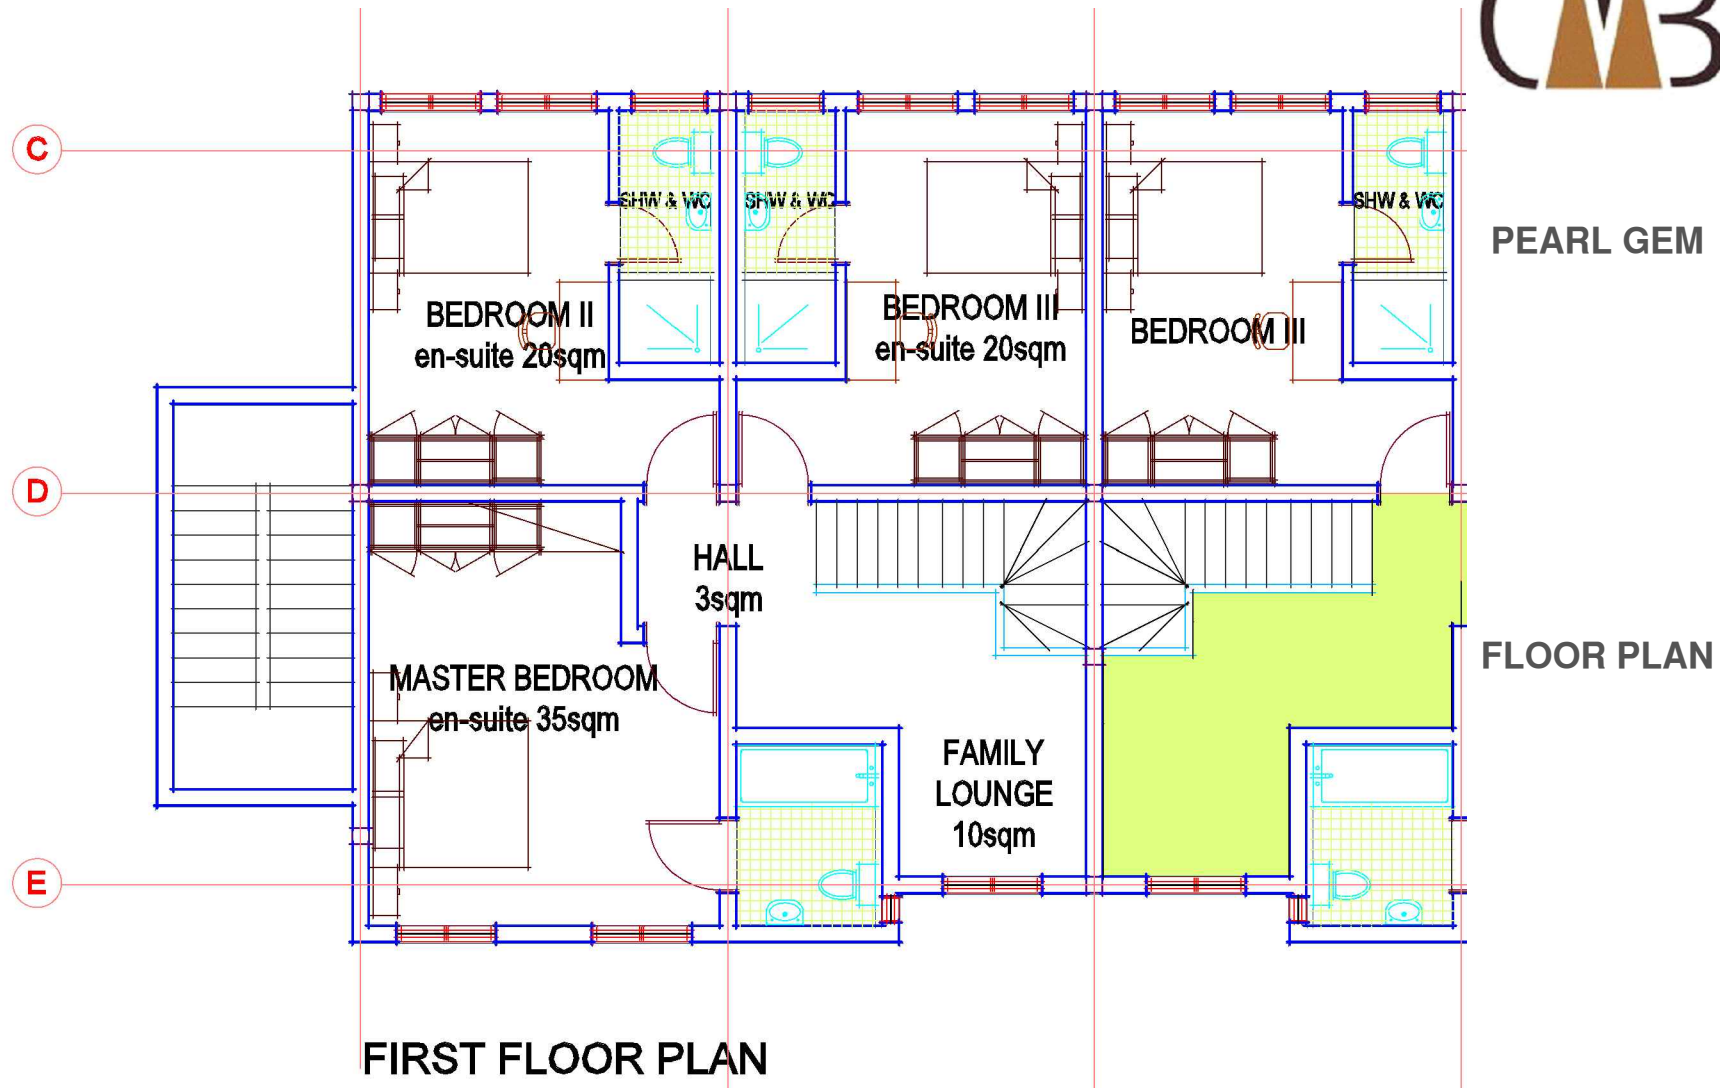 CMB
C
SHW & WC
SHW & WC
SHW & WC
PEARL GEM
BEDROOM II
en-suite 20sqm
BEDROOM III
en-suite 20sqm
BEDROOM III
D
HALL
3sqm
FLOOR PLAN
MASTER BEDROOM
en-suite 35sqm
FAMILY
LOUNGE
10sqm
E
FIRST FLOOR PLAN